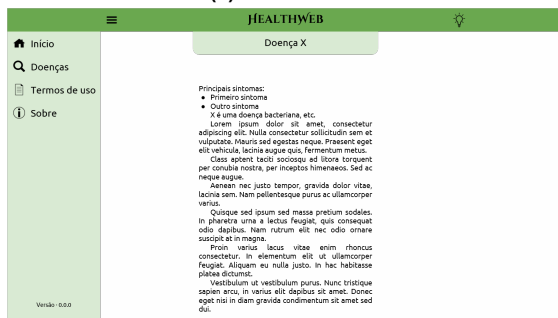 HEALTHWEB
Início
Doenças
Termos de uso
Sobre
Versão - 0.0.0
Doença X
Principais sintomas:
Primeiro sintoma
Outro sintoma
X é uma doença bacteriana, etc.
Lorem ipsum dolor sit amet, consectetur
adipiscing elit. Nulla consectetur sollicitudin sem et
vulputate. Mauris sed egestas neque. Praesent eget
elit vehicula, lacinia augue quis, fermentum metus.
Class aptent taciti sociosqu ad litora torquent
per conubia nostra, per inceptos himenaeos. Sed ac
neque augue.
Aenean nec justo tempor, gravida dolor vitae,
lacinia sem. Nam pellentesque purus ac ullamcorper
varius.
Quisque sed ipsum sed massa pretium sodales.
In pharetra urna a lectus feugiat, quis consequat
odio dapibus. Nam rutrum elit nec odio ornare
suscipit at in magna.
Proin varius lacus vitae enim rhoncus
consectetur. In elementum elit ut ullamcorper
feugiat. Aliquam eu nulla justo. In hac habitasse
platea dictumst.
Vestibulum ut vestibulum purus. Nunc tristique
sapien arcu, in varius elit dapibus sit amet. Donec
eget nisi in diam gravida condimentum sit amet sed
dui.